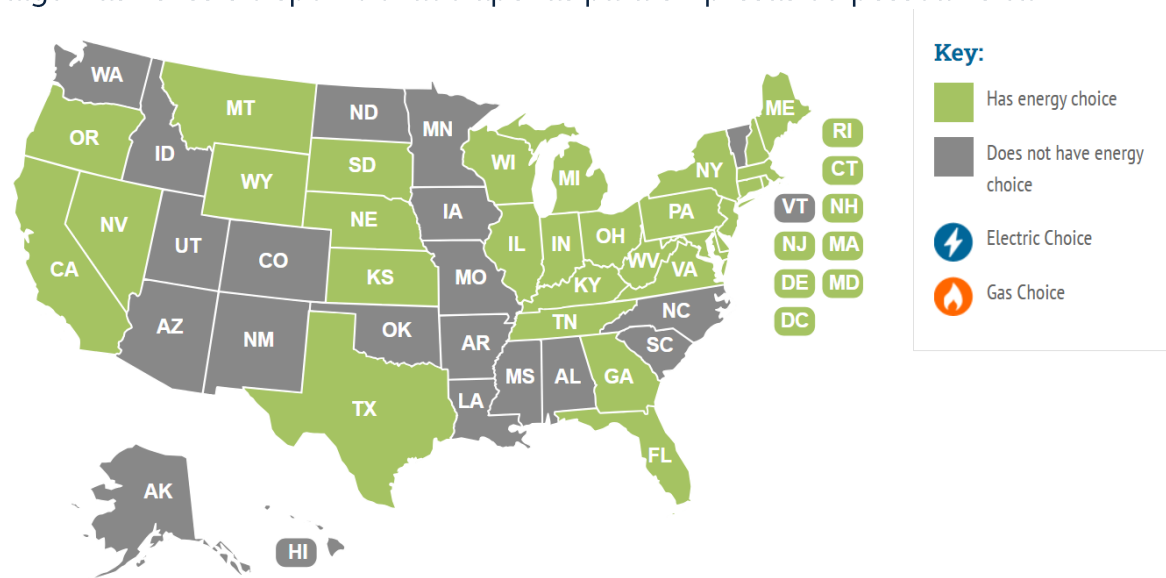 Key:
Has energy choice
Does not have energy
choice
Electric Choice
Gas Choice
WA
MT
ND
MN
OR
ID
SD
WI
MI
NY
ME
RI
CT
WY
NE
IA
PA
VT
NH
NV
UT
CO
IL
IN
OH
NJ
MA
CA
KS
MO
WV
VA
KY
DE
MD
AZ
NM
OK
AR
TN
NC
DC
SC
MS
AL
GA
TX
LA
FL
AK
HI